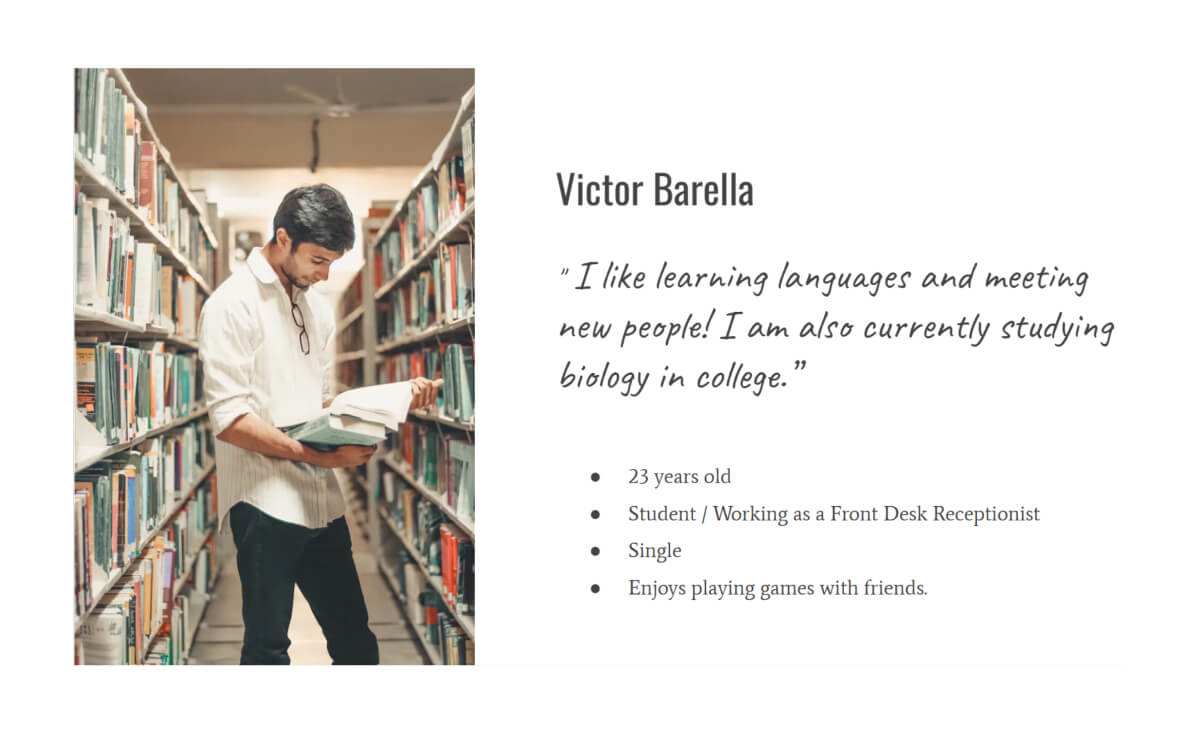 Victor Barella
" I like learning languages and meeting
new people! I am also currently studying
biology in college.”
● 23 years old
● Student / Working as a Front Desk Receptionist
● Single
● Enjoys playing games with friends.